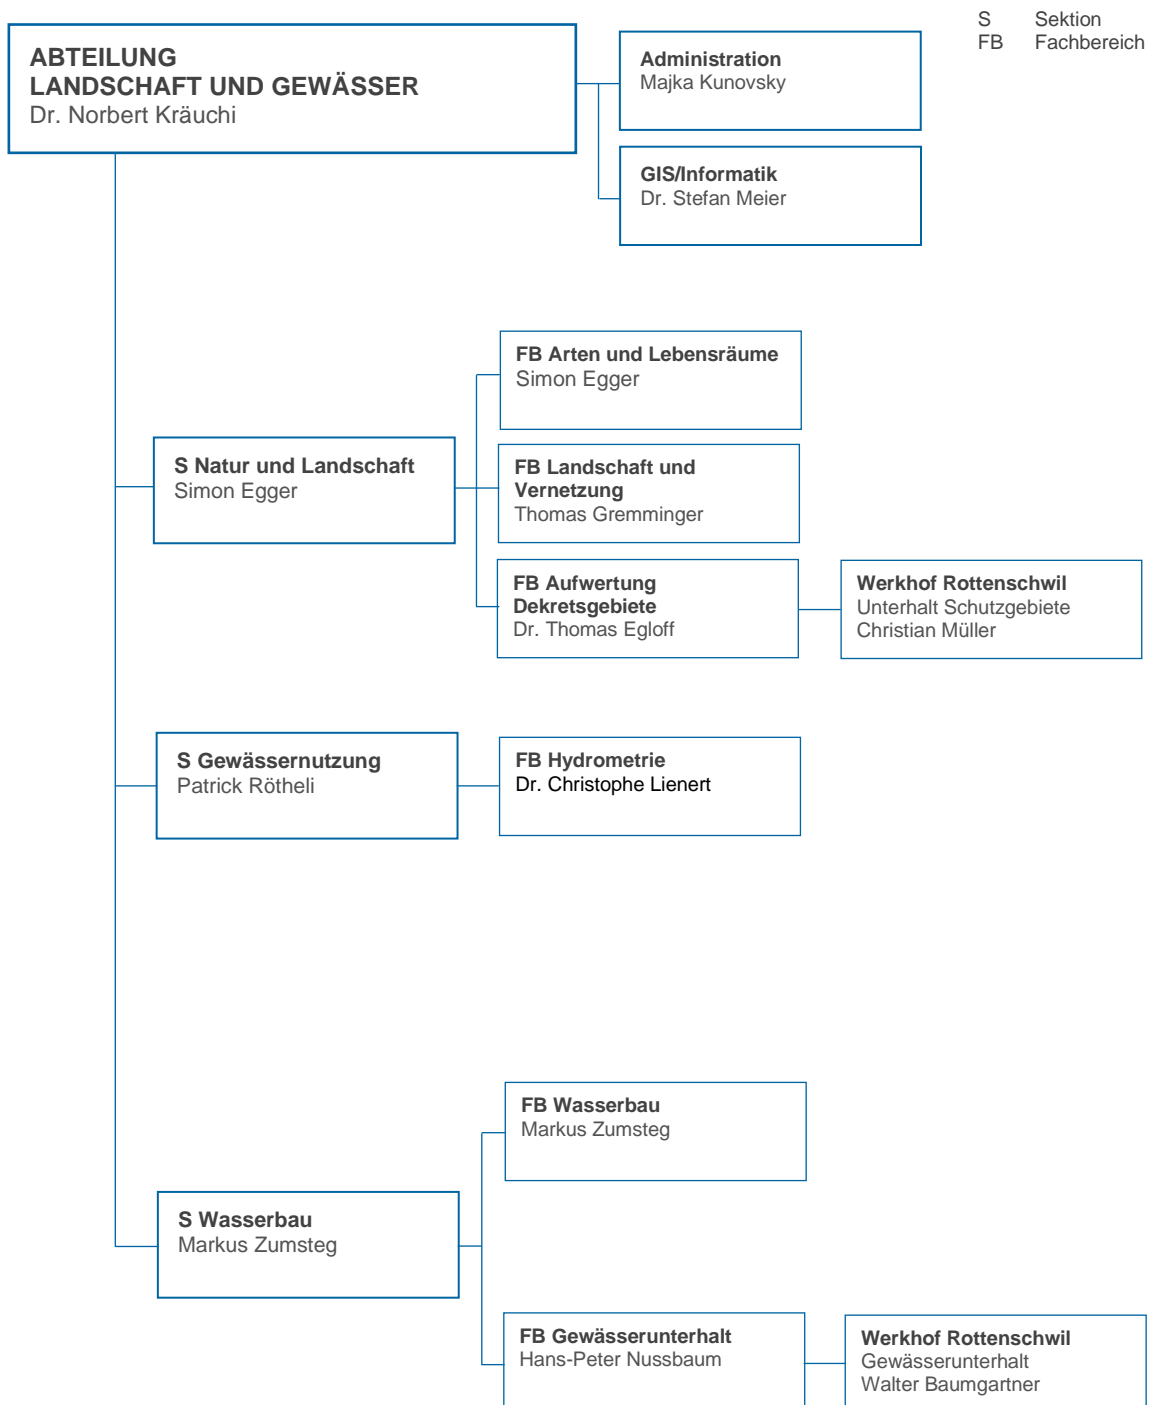 S Sektion
FB Fachbereich
ABTEILUNG
LANDSCHAFT UND GEWÄSSER
Dr. Norbert Kräuchi
Administration
Majka Kunovsky
GIS/Informatik
Dr. Stefan Meier
FB Arten und Lebensräume
Simon Egger
S Natur und Landschaft
Simon Egger
FB Landschaft und
Vernetzung
Thomas Gremminger
FB Aufwertung
Dekretsgebiete
Dr. Thomas Egloff
Werkhof Rottenschwil
Unterhalt Schutzgebiete
Christian Müller
S Gewässernutzung
Patrick Rötheli
FB Hydrometrie
Dr. Christophe Lienert
FB Wasserbau
Markus Zumsteg
S Wasserbau
Markus Zumsteg
FB Gewässerunterhalt
Hans-Peter Nussbaum
Werkhof Rottenschwil
Gewässerunterhalt
Walter Baumgartner